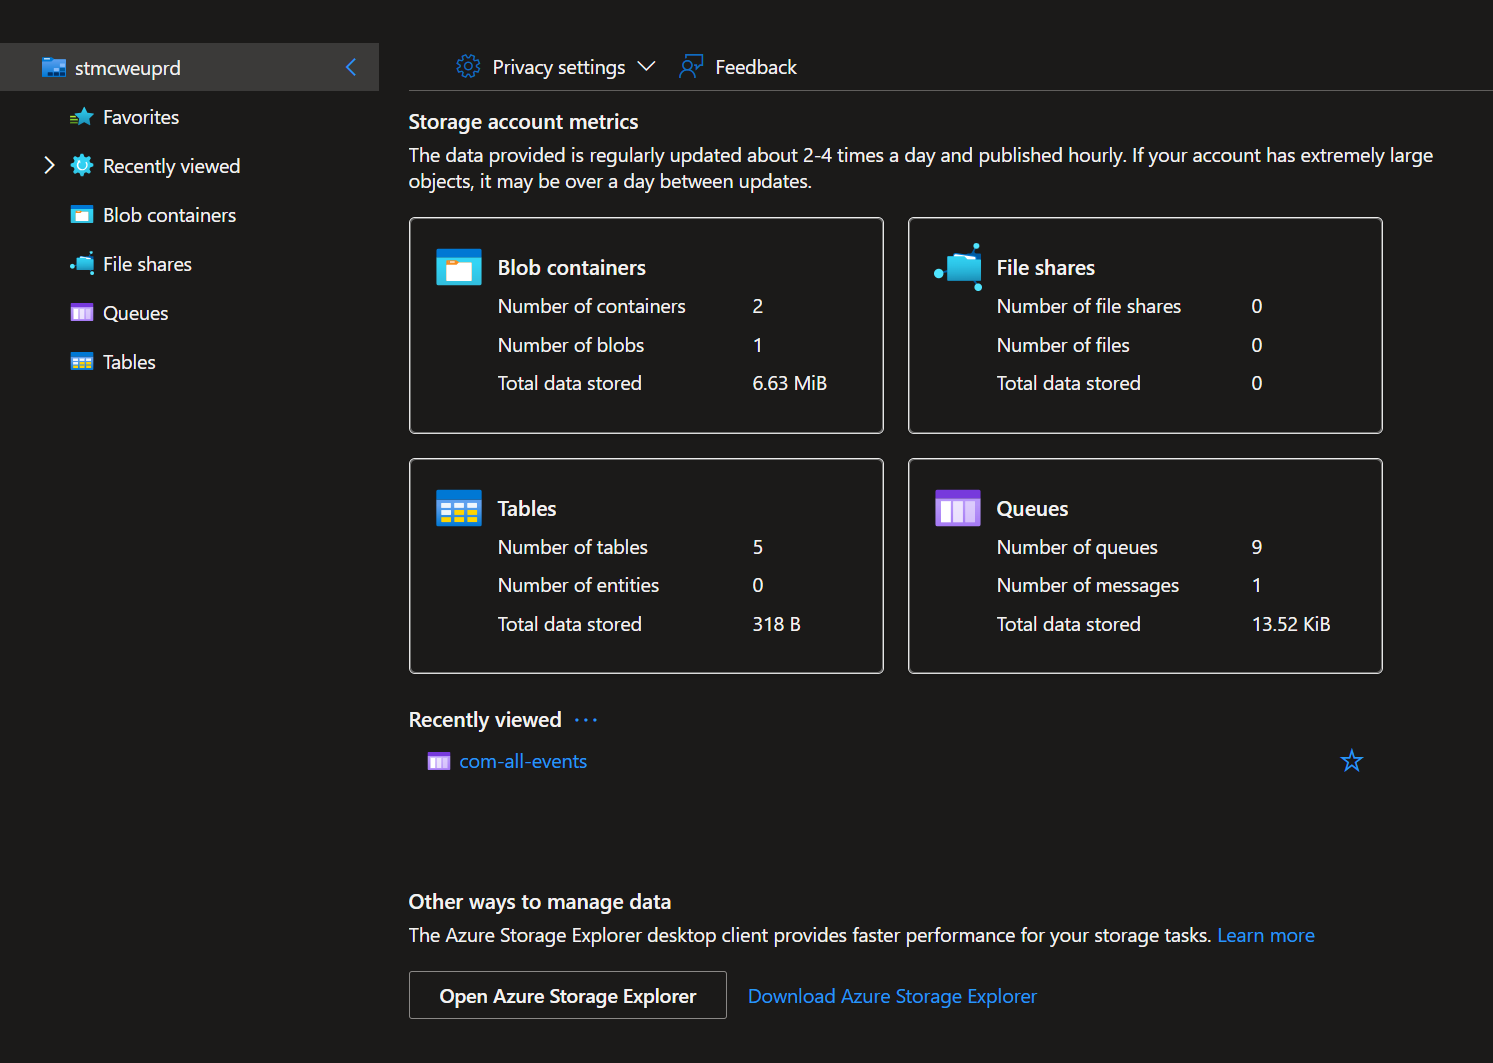 stmcweuprd
Favorites
Recently viewed
Blob containers
File shares
Queues
Tables
Privacy settings
Feedback
Storage account metrics
The data provided is regularly updated about 2-4 times a day and published hourly. If your account has extremely large
objects, it may be over a day between updates.
Blob containers
Number of containers 2
Number of blobs 1
Total data stored 6.63 MiB
File shares
Number of file shares 0
Number of files 0
Total data stored 0
Tables
Number of tables 5
Number of entities 0
Total data stored 318 B
Queues
Number of queues 9
Number of messages 1
Total data stored 13.52 KiB
Recently viewed ...
com-all-events
Other ways to manage data
The Azure Storage Explorer desktop client provides faster performance for your storage tasks. Learn more
Open Azure Storage Explorer
Download Azure Storage Explorer